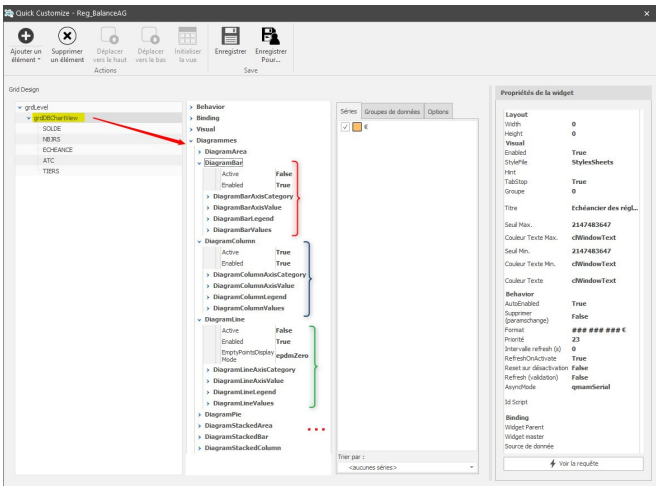 Quick Customize - Reg_BalanceAG
Ajouter un élément
Supprimer un élément
Déplacer vers le haut
Déplacer vers le bas
Initialiser la vue
Enregistrer
Enregistrer Pour...
Actions
Save
Grid Design
grdLevel
grdDBChartView
SOLDE
NBJRS
ECHEANCE
ATC
TIERS
Behavior
Binding
Visual
Diagrammes
DiagramArea
DiagramBar
Active False
Enabled True
DiagramBarAxisCategory
DiagramBarAxisValue
DiagramBarLegend
DiagramBarValues
DiagramColumn
Active True
Enabled True
DiagramColumnAxisCategory
DiagramColumnAxisValue
DiagramColumnLegend
DiagramColumnValues
DiagramLine
Active False
Enabled True
EmptyPointsDisplay Mode epdmZero
DiagramLineAxisCategory
DiagramLineAxisValue
DiagramLineLegend
DiagramLineValues
DiagramPie
DiagramStackedArea
DiagramStackedBar
DiagramStackedColumn
...
Séries Groupes de données Options
€
Trier par :
<aucunes séries>
Propriétés de la widget
Layout
Width 0
Height 0
Visual
Enabled True
StyleFile StylesSheets
Hint
TabStop True
Groupe 0
Titre Echéancier des régl...
Seuil Max. 2147483647
Couleur Texte Max. clWindowText
Seuil Min. 2147483647
Couleur Texte Min. clWindowText
Couleur Texte clWindowText
Behavior
AutoEnabled True
Supprimer (paramschange) False
Format ### ### ### €
Priorité 23
Intervalle refresh (s) 0
RefreshOnActivate True
Reset sur désactivation False
Refresh (validation) False
AsyncMode qmamSerial
Id Script
Binding
Widget Parent
Widget master
Source de donnée
Voir la requête